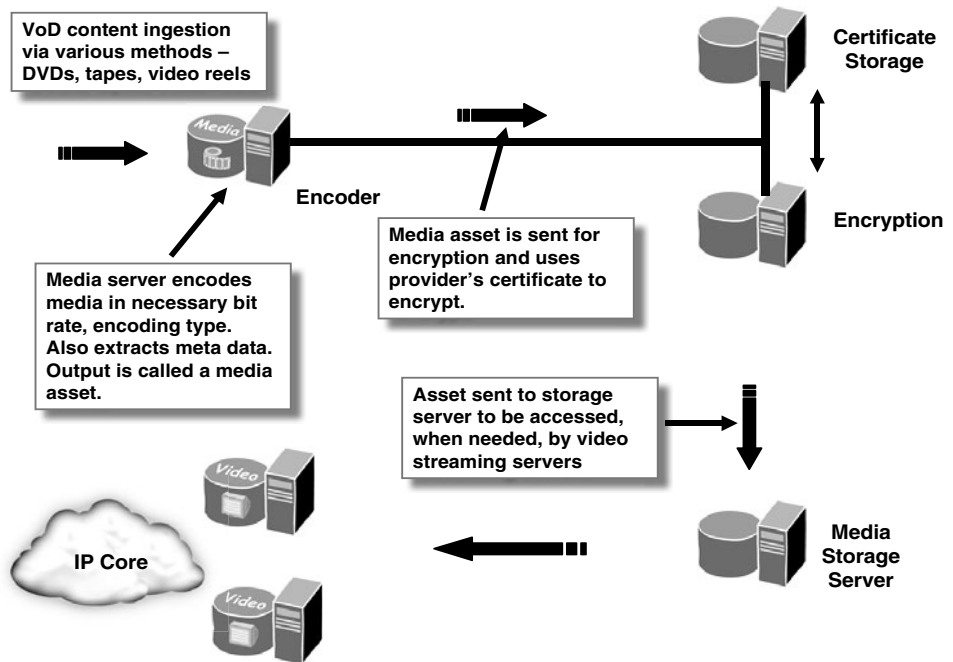 VoD content ingestion
via various methods –
DVDs, tapes, video reels
Certificate
Storage
Media
Encoder
Encryption
Media asset is sent for
encryption and uses
provider's certificate to
encrypt.
Media server encodes
media in necessary bit
rate, encoding type.
Also extracts meta data.
Output is called a media
asset.
Asset sent to storage
server to be accessed,
when needed, by video
streaming servers
Video
IP Core
Media
Storage
Server
Video